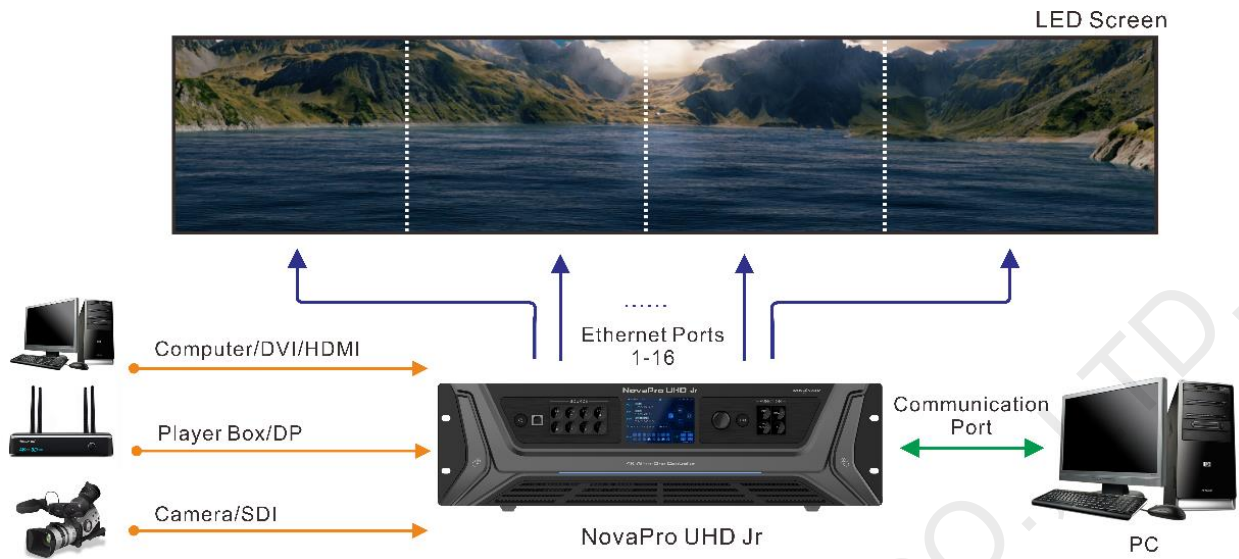 LED Screen
Ethernet Ports
1-16
Computer/DVI/HDMI
Player Box/DP
Camera/SDI
NovaPro UHD Jr
Communication
Port
NovaPro UHD Jr
PC
O., LTD.